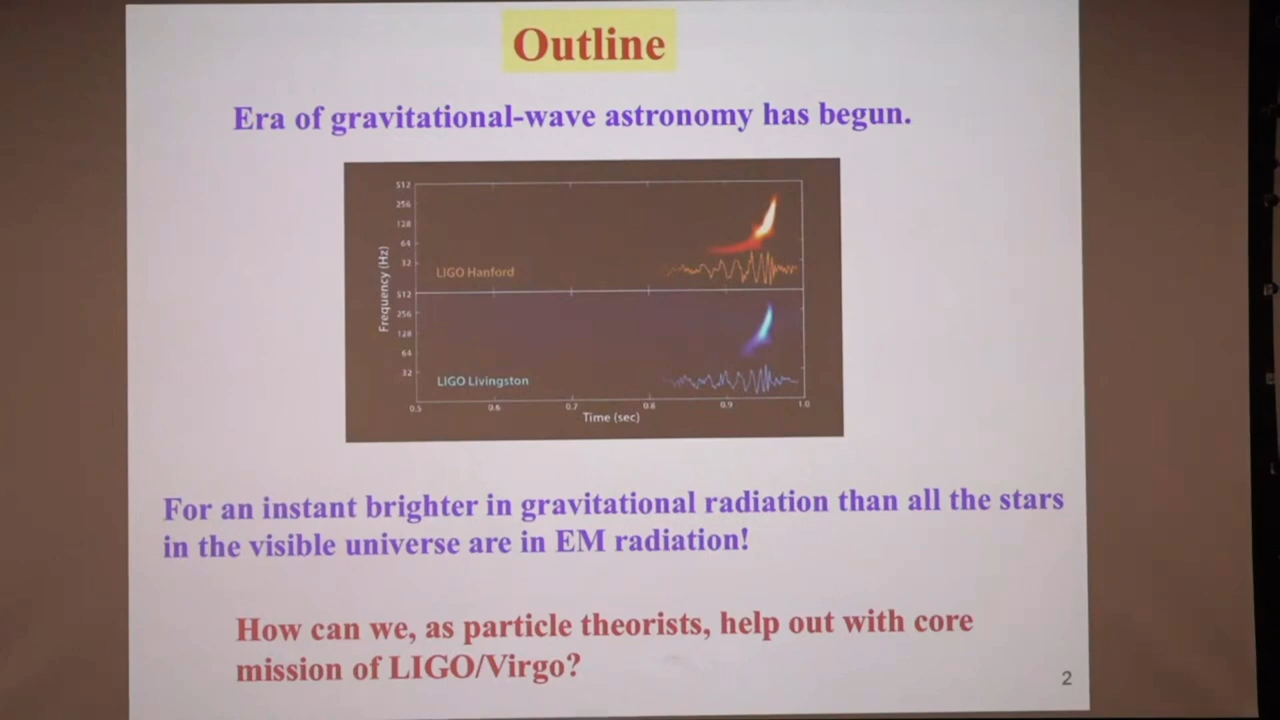 Outline
Era of gravitational-wave astronomy has begun.
512
256
128
64
32
LIGO Hanford
Frequency (Hz)
512
256
128
64
32
LIGO Livingston
0.5 0.6 0.7 0.8 0.9 1.0
Time (sec)
For an instant brighter in gravitational radiation than all the stars
in the visible universe are in EM radiation!
How can we, as particle theorists, help out with core
mission of LIGO/Virgo?
2